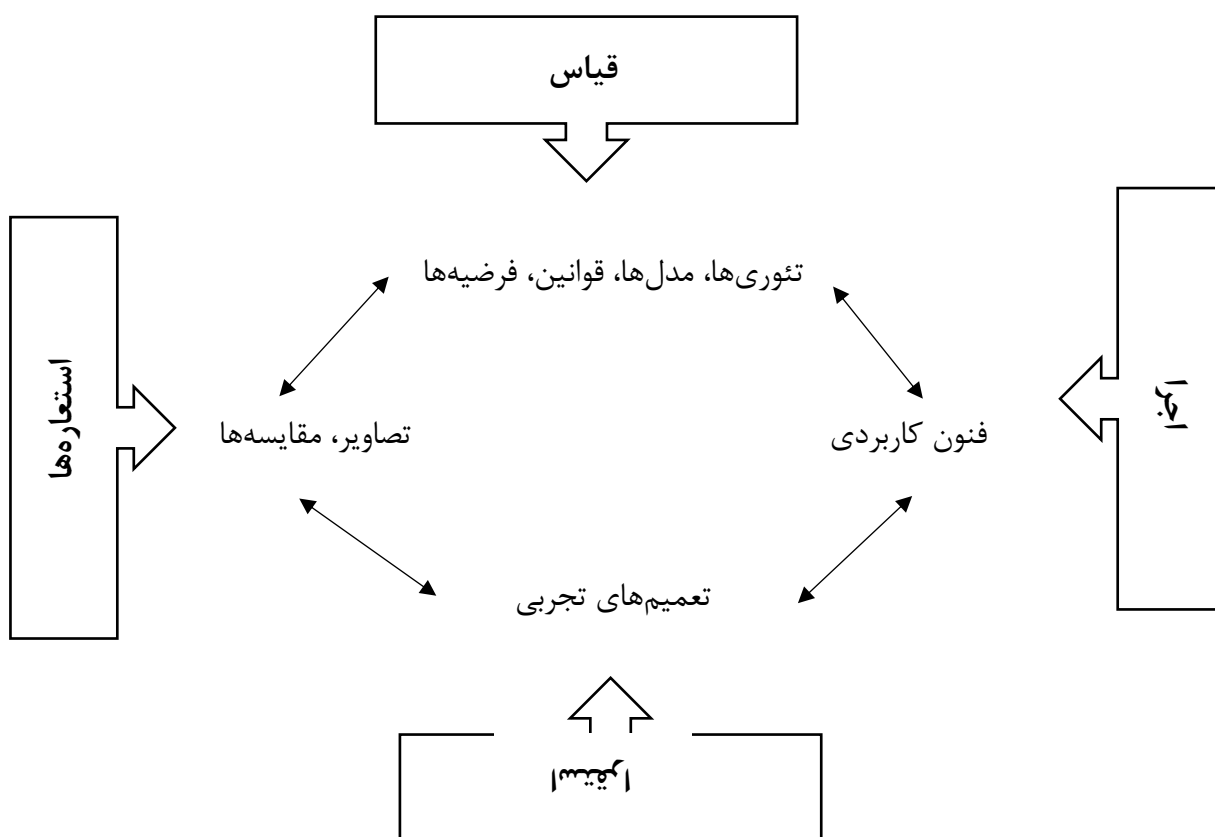 قیاس
تئوری‌ها، مدل‌ها، قوانین، فرضیه‌ها
اجرا
استعاره‌ها
فنون کاربردی
تصاویر، مقایسه‌ها
تعمیم‌های تجربی
استقرا